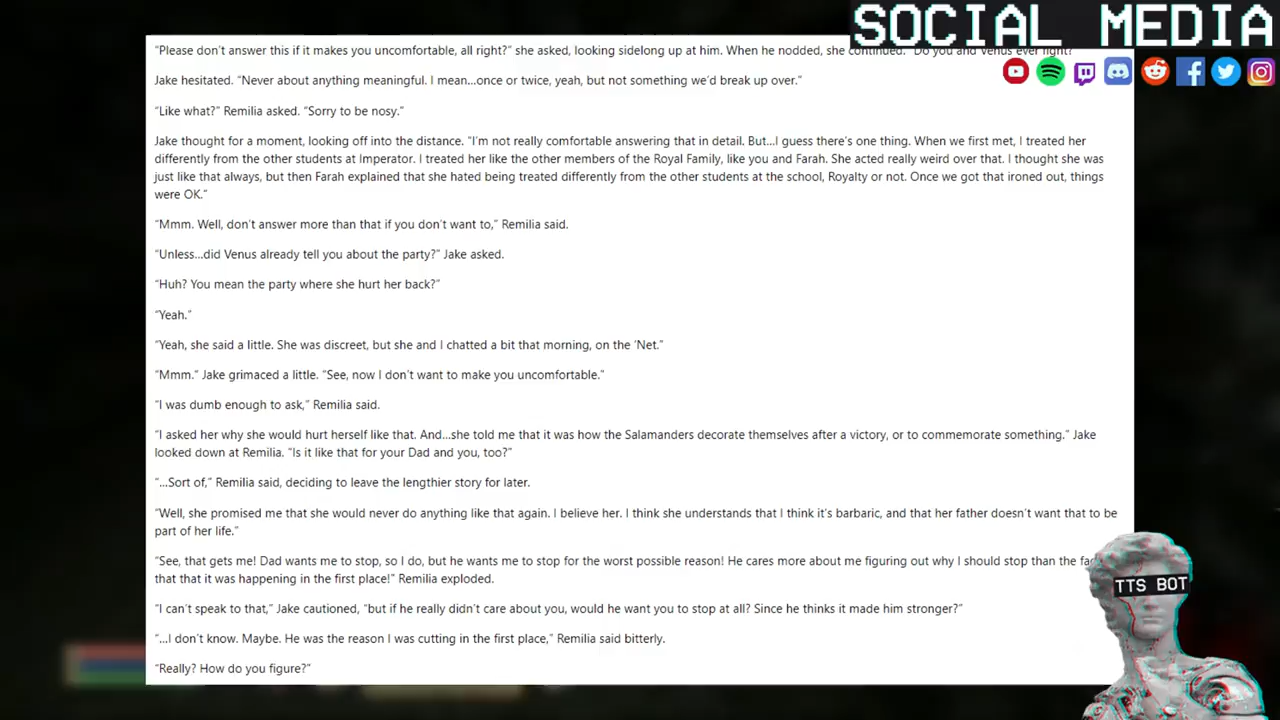 SOCIAL MEDIA
“Please don’t answer this if it makes you uncomfortable, all right?” she asked, looking sidelong up at him. When he nodded, she continued. “Do you and Venus ever fight?”
Jake hesitated. “Never about anything meaningful. I mean…once or twice, yeah, but not something we’d break up over.”
“Like what?” Remilia asked. “Sorry to be nosy.”
Jake thought for a moment, looking off into the distance. “I’m not really comfortable answering that in detail. But…I guess there’s one thing. When we first met, I treated her
differently from the other students at Imperator. I treated her like the other members of the Royal Family, like you and Farah. She acted really weird over that. I thought she was
just like that always, but then Farah explained that she hated being treated differently from the other students at the school, Royalty or not. Once we got that ironed out, things
were OK.”
“Mmm. Well, don’t answer more than that if you don’t want to,” Remilia said.
“Unless…did Venus already tell you about the party?” Jake asked.
“Huh? You mean the party where she hurt her back?”
“Yeah.”
“Yeah, she said a little. She was discreet, but she and I chatted a bit that morning, on the ‘Net.”
“Mmm.” Jake grimaced a little. “See, now I don’t want to make you uncomfortable.”
“I was dumb enough to ask,” Remilia said.
“I asked her why she would hurt herself like that. And…she told me that it was how the Salamanders decorate themselves after a victory, or to commemorate something.” Jake
looked down at Remilia. “Is it like that for your Dad and you, too?”
“…Sort of,” Remilia said, deciding to leave the lengthier story for later.
“Well, she promised me that she would never do anything like that again. I believe her. I think she understands that I think it’s barbaric, and that her father doesn’t want that to be
part of her life.”
“See, that gets me! Dad wants me to stop, so I do, but he wants me to stop for the worst possible reason! He cares more about me figuring out why I should stop than the
that that it was happening in the first place!” Remilia exploded.
“I can’t speak to that,” Jake cautioned, “but if he really didn’t care about you, would he want you to stop at all? Since he thinks it made him stronger?”
“…I don’t know. Maybe. He was the reason I was cutting in the first place,” Remilia said bitterly.
“Really? How do you figure?”
TTS BOT